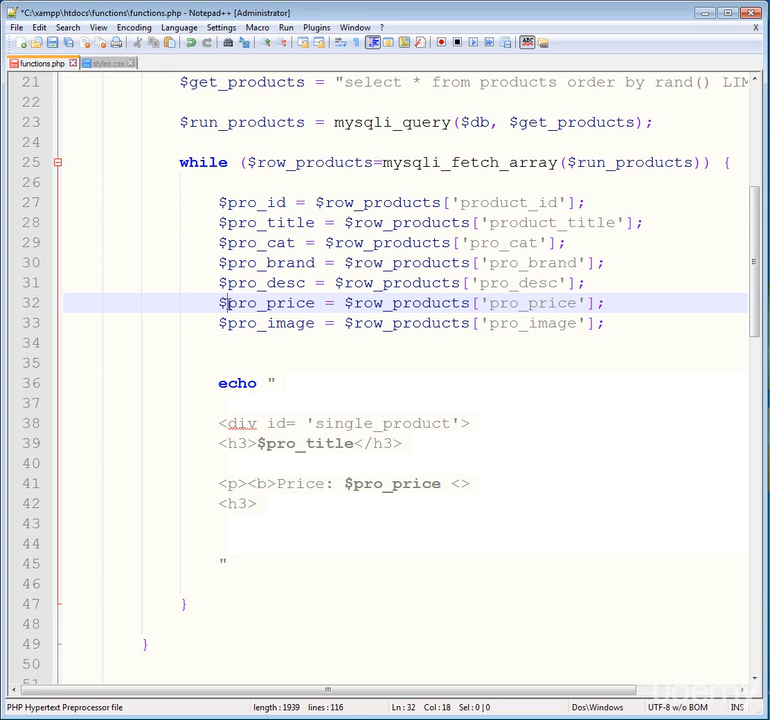 *C:\xampp\htdocs\functions\functions.php - Notepad++ [Administrator]
File Edit Search View Encoding Language Settings Macro Run Plugins Window ? X
functions.php styles.css
21 $get_products = "select * from products order by rand() LIM
22
23 $run_products = mysqli_query($db, $get_products);
24
25 while ($row_products=mysqli_fetch_array($run_products)) {
26
27 $pro_id = $row_products['product_id'];
28 $pro_title = $row_products['product_title'];
29 $pro_cat = $row_products['pro_cat'];
30 $pro_brand = $row_products['pro_brand'];
31 $pro_desc = $row_products['pro_desc'];
32 $pro_price = $row_products['pro_price'];
33 $pro_image = $row_products['pro_image'];
34
35
36 echo "
37
38 <div id= 'single_product'>
39 <h3>$pro_title</h3>
40
41 <p><b>Price: $pro_price <>
42 <h3>
43
44
45 "
46
47 }
48
49 }
50
udemy
PHP Hypertext Preprocessor file length : 1939 lines : 116 Ln : 32 Col : 18 Sel : 0 | 0 Dos\Windows UTF-8 w/o BOM INS